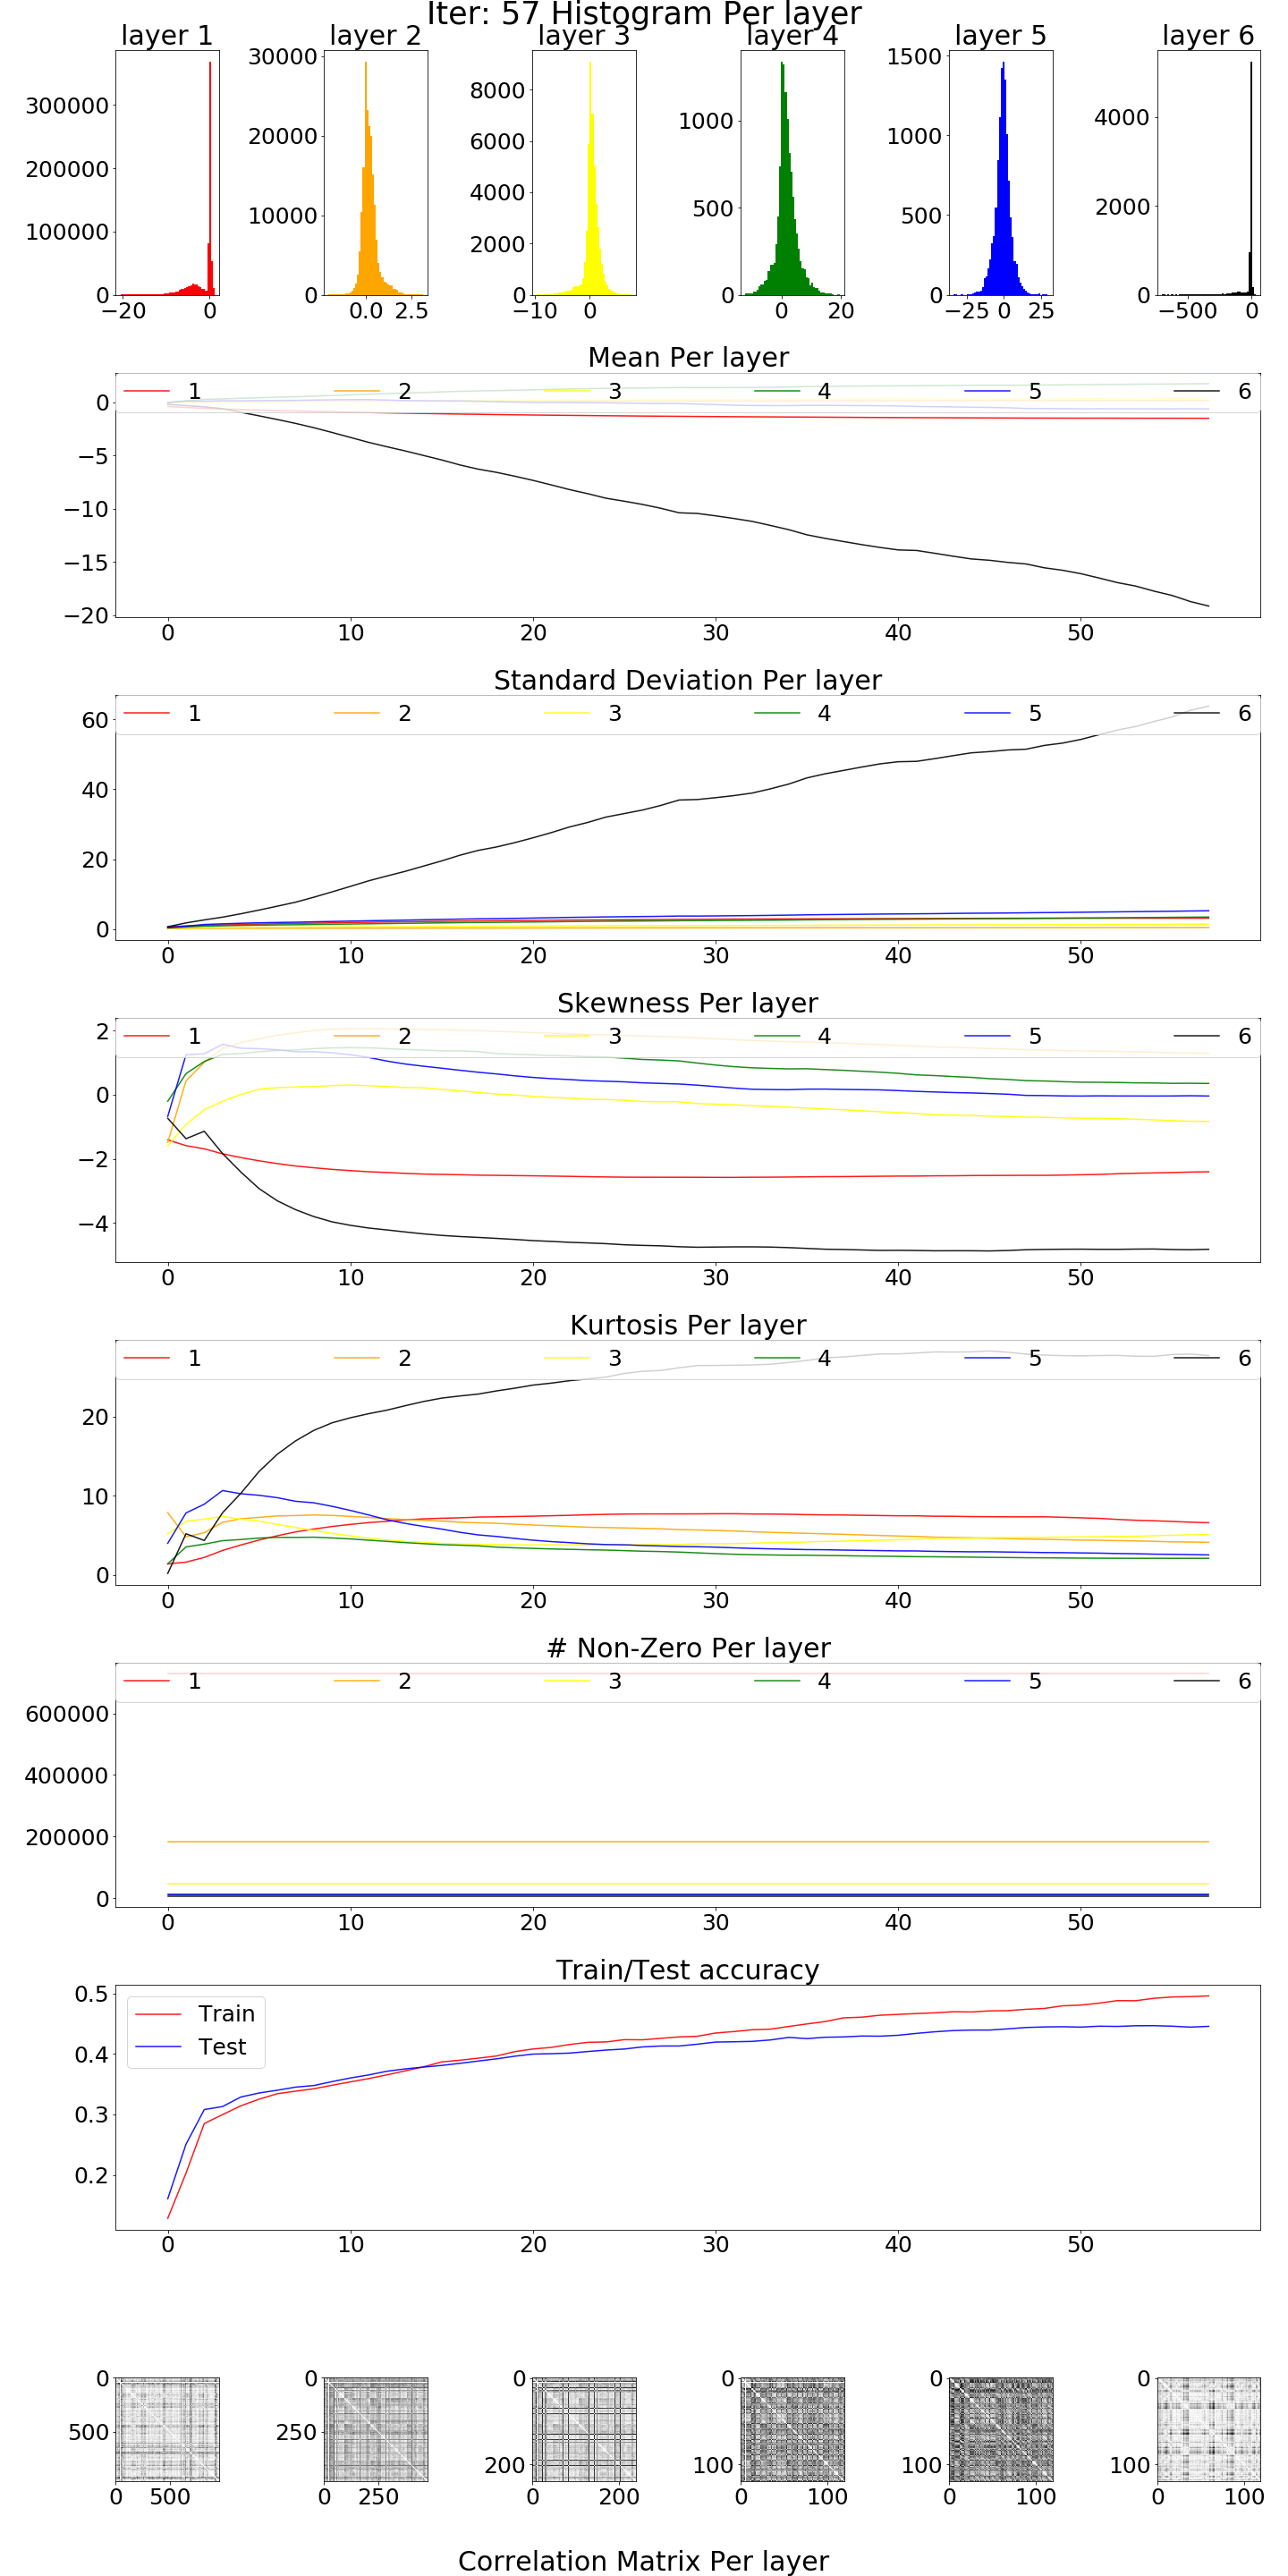 Iter: 57 Histogram Per layer
layer 1 layer 2 layer 3 layer 4 layer 5 layer 6
300000 200000 100000 0 −20 0
30000 20000 10000 0 0.0 2.5
8000 6000 4000 2000 0 −10 0
1000 500 0 0 20
1500 1000 500 0 −25 0 25
4000 2000 0 −500 0
Mean Per layer
1 2 3 4 5 6
0
−5
−10
−15
−20
0 10 20 30 40 50
Standard Deviation Per layer
1 2 3 4 5 6
60
40
20
0
0 10 20 30 40 50
Skewness Per layer
1 2 3 4 5 6
2
0
−2
−4
0 10 20 30 40 50
Kurtosis Per layer
1 2 3 4 5 6
20
10
0
0 10 20 30 40 50
# Non-Zero Per layer
1 2 3 4 5 6
600000
400000
200000
0
0 10 20 30 40 50
Train/Test accuracy
Train
Test
0.5
0.4
0.3
0.2
0 10 20 30 40 50
0 500 0 500
0 250 0 250
0 200 0 200
0 100 0 100
0 100 0 100
0 100 0 100
Correlation Matrix Per layer